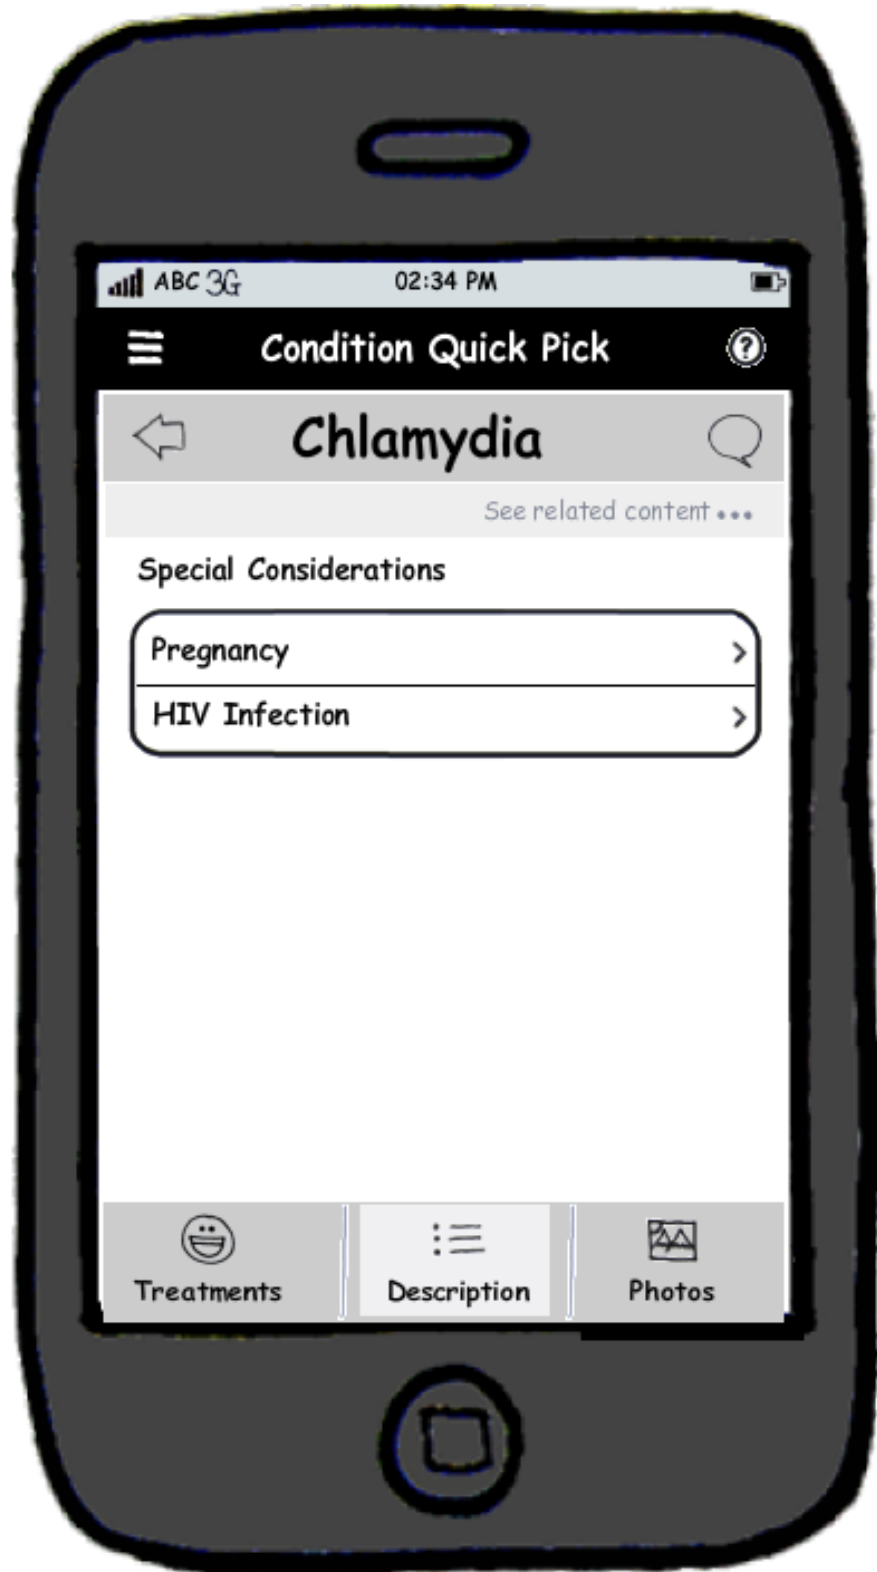 ABC 3G 02:34 PM
Condition Quick Pick ?
Chlamydia
See related content •••
Special Considerations
Pregnancy
HIV Infection
Treatments Description Photos